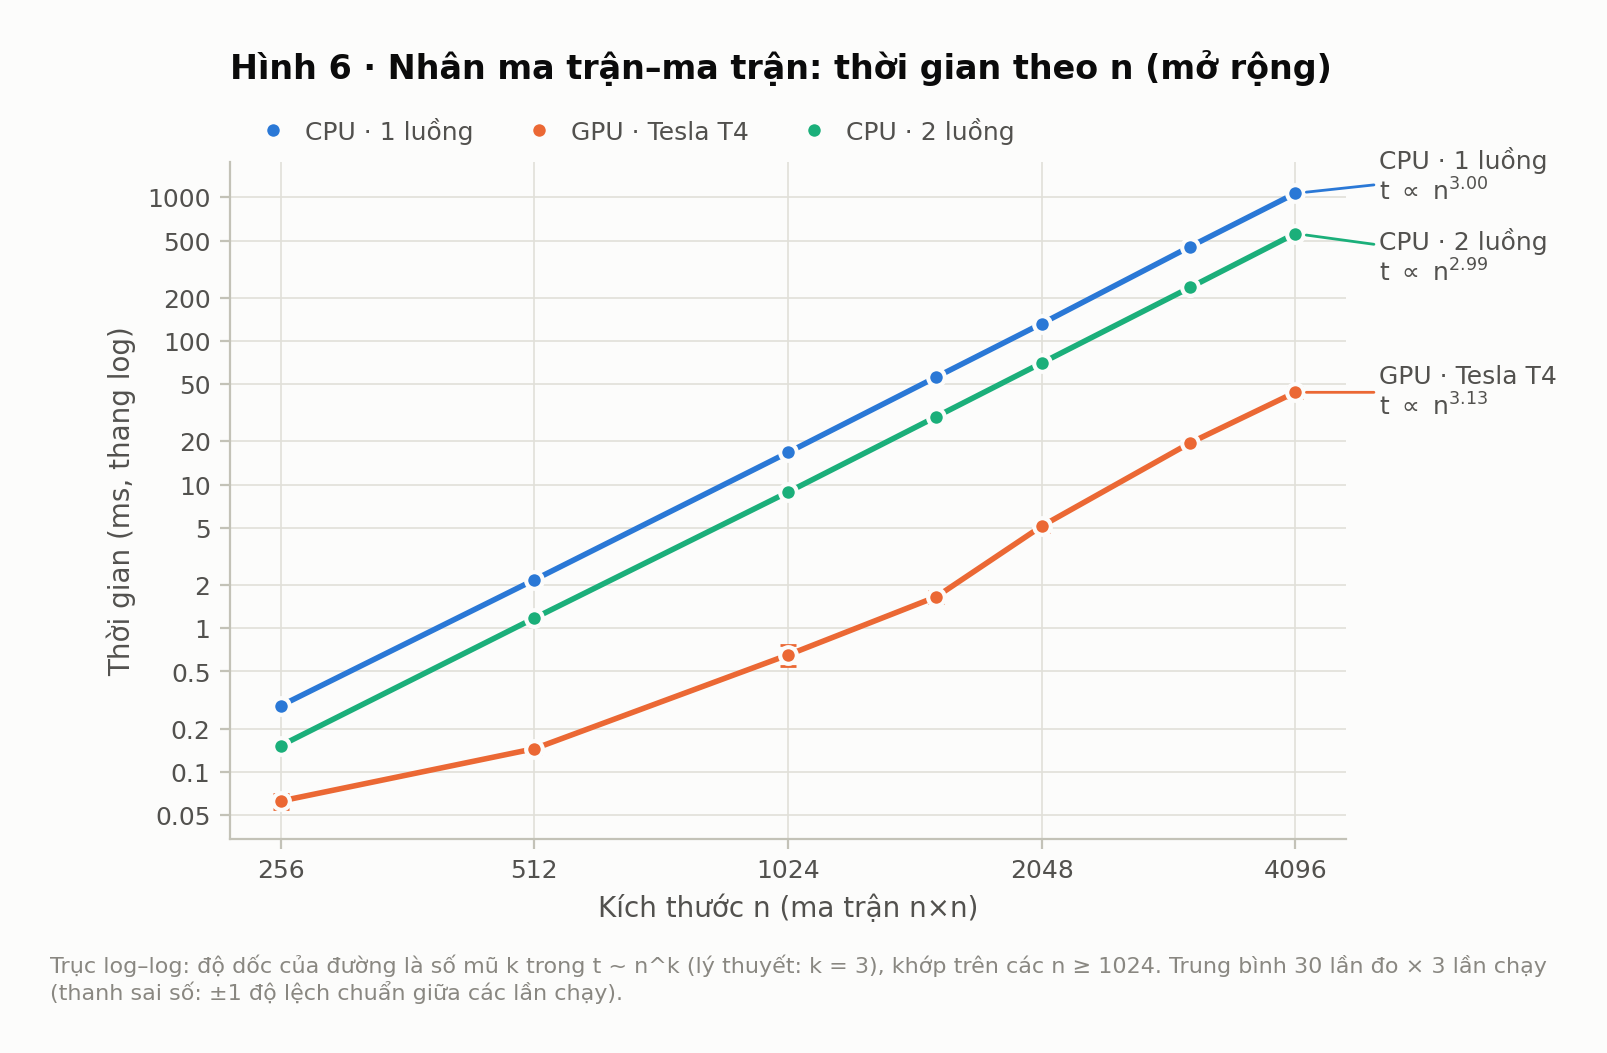 Hình 6 · Nhân ma trận–ma trận: thời gian theo n (mở rộng)
CPU · 1 luồng
GPU · Tesla T4
CPU · 2 luồng
CPU · 1 luồng
t ∝ n^3.00
CPU · 2 luồng
t ∝ n^2.99
GPU · Tesla T4
t ∝ n^3.13
Thời gian (ms, thang log)
1000
500
200
100
50
20
10
5
2
1
0.5
0.2
0.1
0.05
256
512
1024
2048
4096
Kích thước n (ma trận n×n)
Trục log–log: độ dốc của đường là số mũ k trong t ~ n^k (lý thuyết: k = 3), khớp trên các n ≥ 1024. Trung bình 30 lần đo × 3 lần chạy
(thanh sai số: ±1 độ lệch chuẩn giữa các lần chạy).